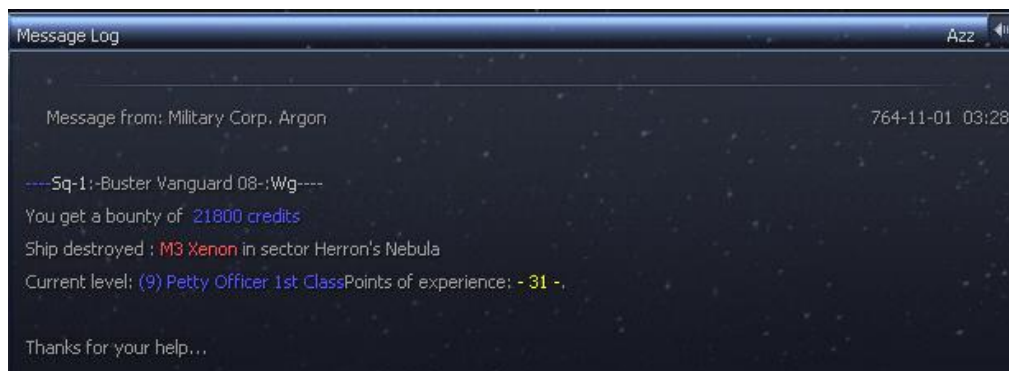 Message Log Azz
Message from: Military Corp. Argon 764-11-01 03:28
----Sq-1:-Buster Vanguard 08-:Wg----
You get a bounty of 21800 credits
Ship destroyed : M3 Xenon in sector Herron's Nebula
Current level: (9) Petty Officer 1st ClassPoints of experience: - 31 -.
Thanks for your help...